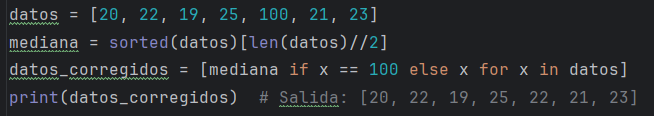 datos = [20, 22, 19, 25, 100, 21, 23]
mediana = sorted(datos)[len(datos)//2]
datos_corregidos = [mediana if x == 100 else x for x in datos]
print(datos_corregidos)  # Salida: [20, 22, 19, 25, 22, 21, 23]